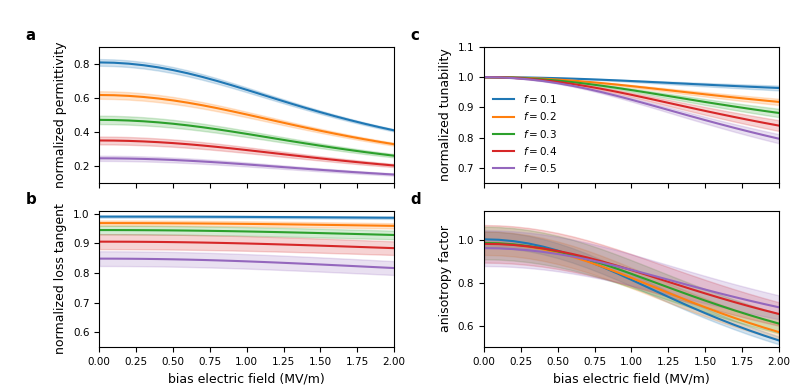 a
normalized permittivity
0.8
0.6
0.4
0.2
c
normalized tunability
1.1
1.0
0.9
0.8
0.7
f = 0.1
f = 0.2
f = 0.3
f = 0.4
f = 0.5
b
normalized loss tangent
1.0
0.9
0.8
0.7
0.6
0.00 0.25 0.50 0.75 1.00 1.25 1.50 1.75 2.00
bias electric field (MV/m)
d
anisotropy factor
1.0
0.8
0.6
0.00 0.25 0.50 0.75 1.00 1.25 1.50 1.75 2.00
bias electric field (MV/m)